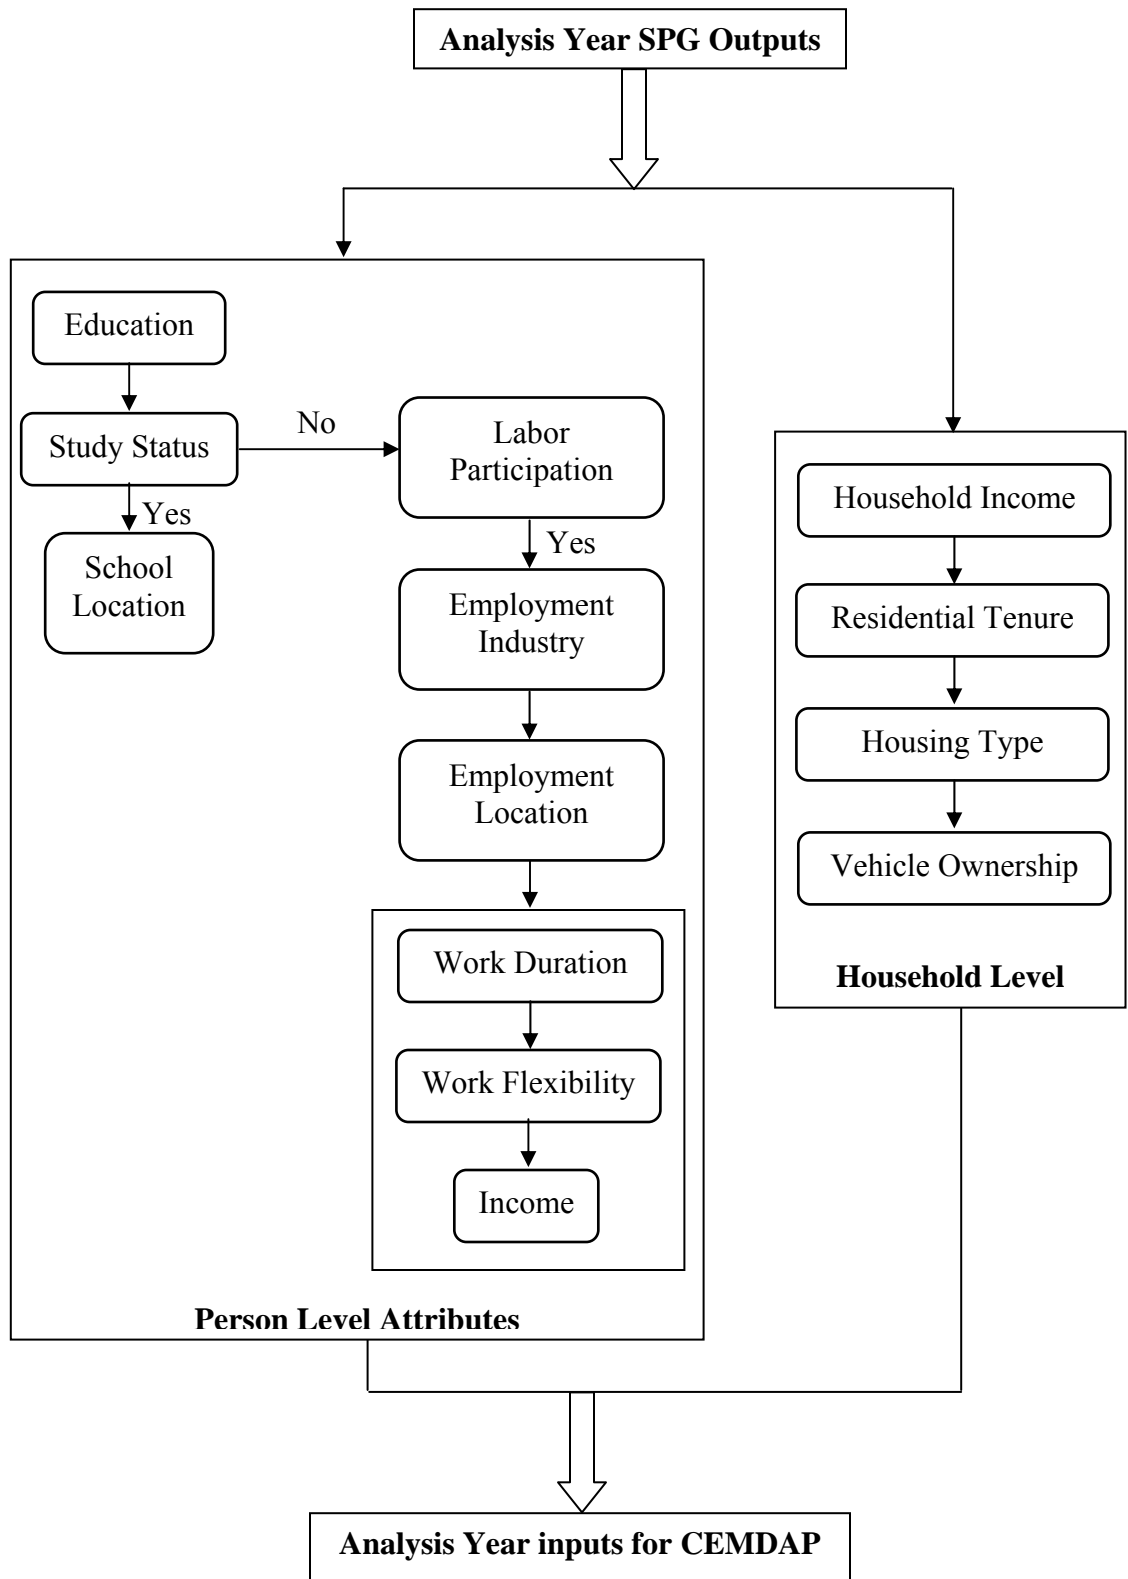 Analysis Year SPG Outputs
Education
Study Status
No
Yes
School
Location
Labor
Participation
Yes
Employment
Industry
Employment
Location
Work Duration
Work Flexibility
Income
Person Level Attributes
Household Income
Residential Tenure
Housing Type
Vehicle Ownership
Household Level
Analysis Year inputs for CEMDAP